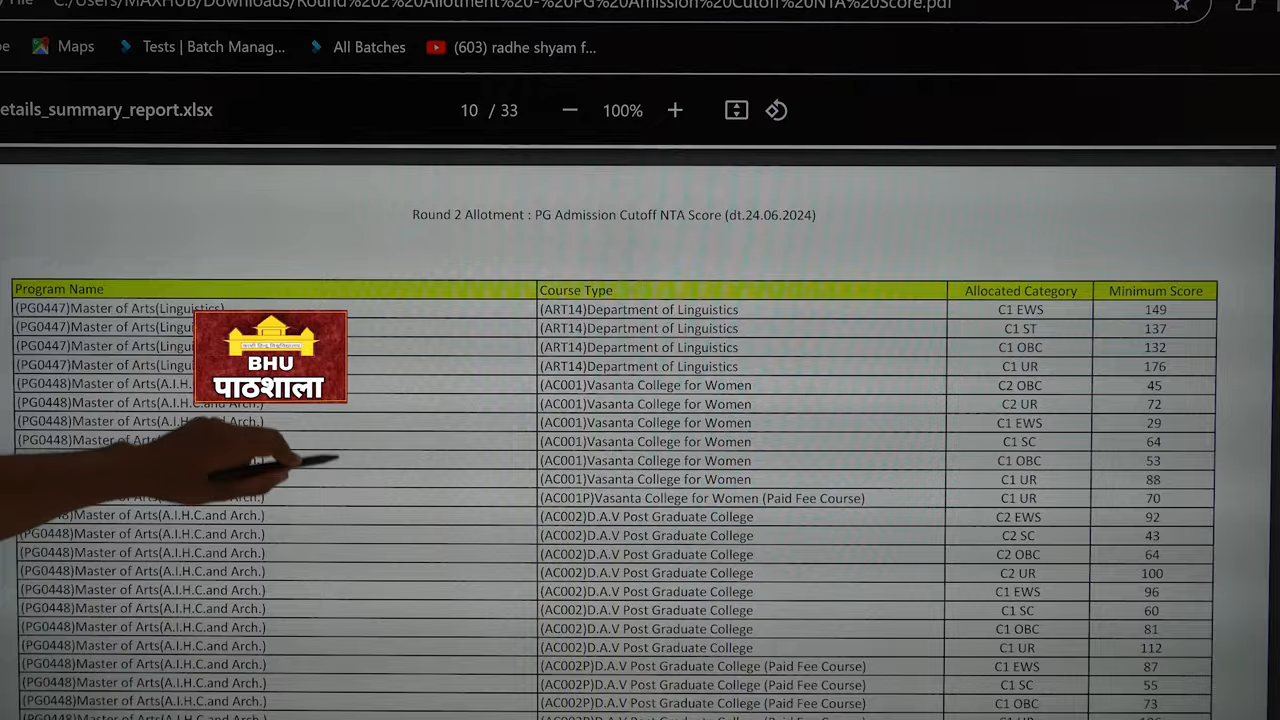 File C:/Users/MAXHUB/Downloads/Round%202%20Allotment%20-%20PG%20Amission%20Cutoff%20NTA%20Score.pdf
Maps Tests | Batch Manag... All Batches (603) radhe shyam f...
etails_summary_report.xlsx 10 / 33 100%
Round 2 Allotment : PG Admission Cutoff NTA Score (dt.24.06.2024)
Program Name Course Type Allocated Category Minimum Score
(PG0447)Master of Arts(Linguistics) (ART14)Department of Linguistics C1 EWS 149
(PG0447)Master of Arts(Lingui (ART14)Department of Linguistics C1 ST 137
(PG0447)Master of Arts(Lingu (ART14)Department of Linguistics C1 OBC 132
(PG0447)Master of Arts(Ling (ART14)Department of Linguistics C1 UR 176
(PG0448)Master of Arts(A.I.H. (AC001)Vasanta College for Women C2 OBC 45
(PG0448)Master of Arts(A.I.H.C.and Arch.) (AC001)Vasanta College for Women C2 UR 72
(PG0448)Master of Arts(A.I.H.C.and Arch.) (AC001)Vasanta College for Women C1 EWS 29
(PG0448)Master of (AC001)Vasanta College for Women C1 SC 64
(AC001)Vasanta College for Women C1 OBC 53
(AC001)Vasanta College for Women C1 UR 88
(AC001P)Vasanta College for Women (Paid Fee Course) C1 UR 70
Master of Arts(A.I.H.C.and Arch.) (AC002)D.A.V Post Graduate College C2 EWS 92
(PG0448)Master of Arts(A.I.H.C.and Arch.) (AC002)D.A.V Post Graduate College C2 SC 43
(PG0448)Master of Arts(A.I.H.C.and Arch.) (AC002)D.A.V Post Graduate College C2 OBC 64
(PG0448)Master of Arts(A.I.H.C.and Arch.) (AC002)D.A.V Post Graduate College C2 UR 100
(PG0448)Master of Arts(A.I.H.C.and Arch.) (AC002)D.A.V Post Graduate College C1 EWS 96
(PG0448)Master of Arts(A.I.H.C.and Arch.) (AC002)D.A.V Post Graduate College C1 SC 60
(PG0448)Master of Arts(A.I.H.C.and Arch.) (AC002)D.A.V Post Graduate College C1 OBC 81
(PG0448)Master of Arts(A.I.H.C.and Arch.) (AC002)D.A.V Post Graduate College C1 UR 112
(PG0448)Master of Arts(A.I.H.C.and Arch.) (AC002P)D.A.V Post Graduate College (Paid Fee Course) C1 EWS 87
(PG0448)Master of Arts(A.I.H.C.and Arch.) (AC002P)D.A.V Post Graduate College (Paid Fee Course) C1 SC 55
(PG0448)Master of Arts(A.I.H.C.and Arch.) (AC002P)D.A.V Post Graduate College (Paid Fee Course) C1 OBC 73
BHU
पाठशाला